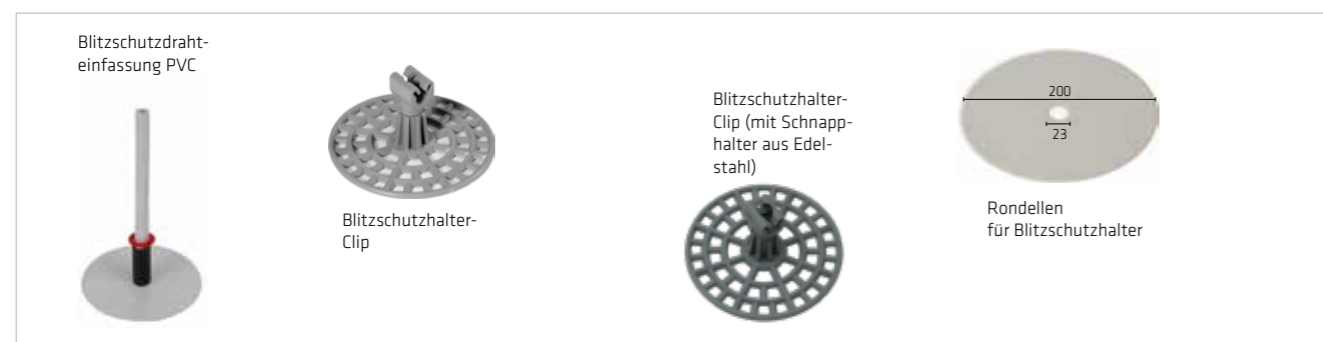 Blitzschutzdraht-
einfassung PVC
Blitzschutzhalter-
Clip
Blitzschutzhalter-
Clip (mit Schnapp-
halter aus Edel-
stahl)
200
23
Rondellen
für Blitzschutzhalter